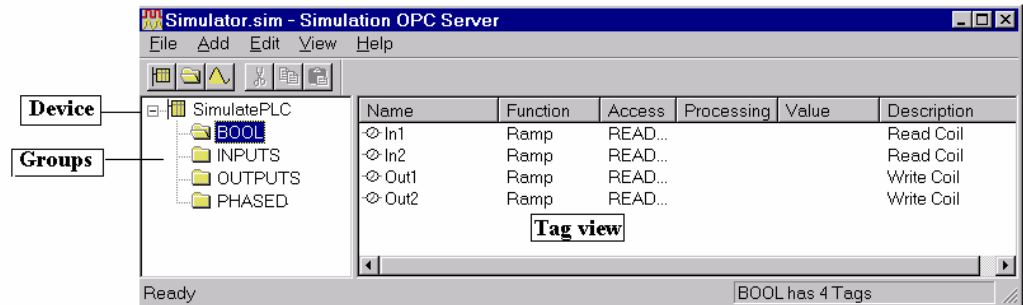 Simulator.sim - Simulation OPC Server
File Add Edit View Help
Device
SimulatePLC
BOOL
Groups
INPUTS
OUTPUTS
PHASED
Name Function Access Processing Value Description
In1 Ramp READ... Read Coil
In2 Ramp READ... Read Coil
Out1 Ramp READ... Write Coil
Out2 Ramp READ... Write Coil
Tag view
Ready BOOL has 4 Tags